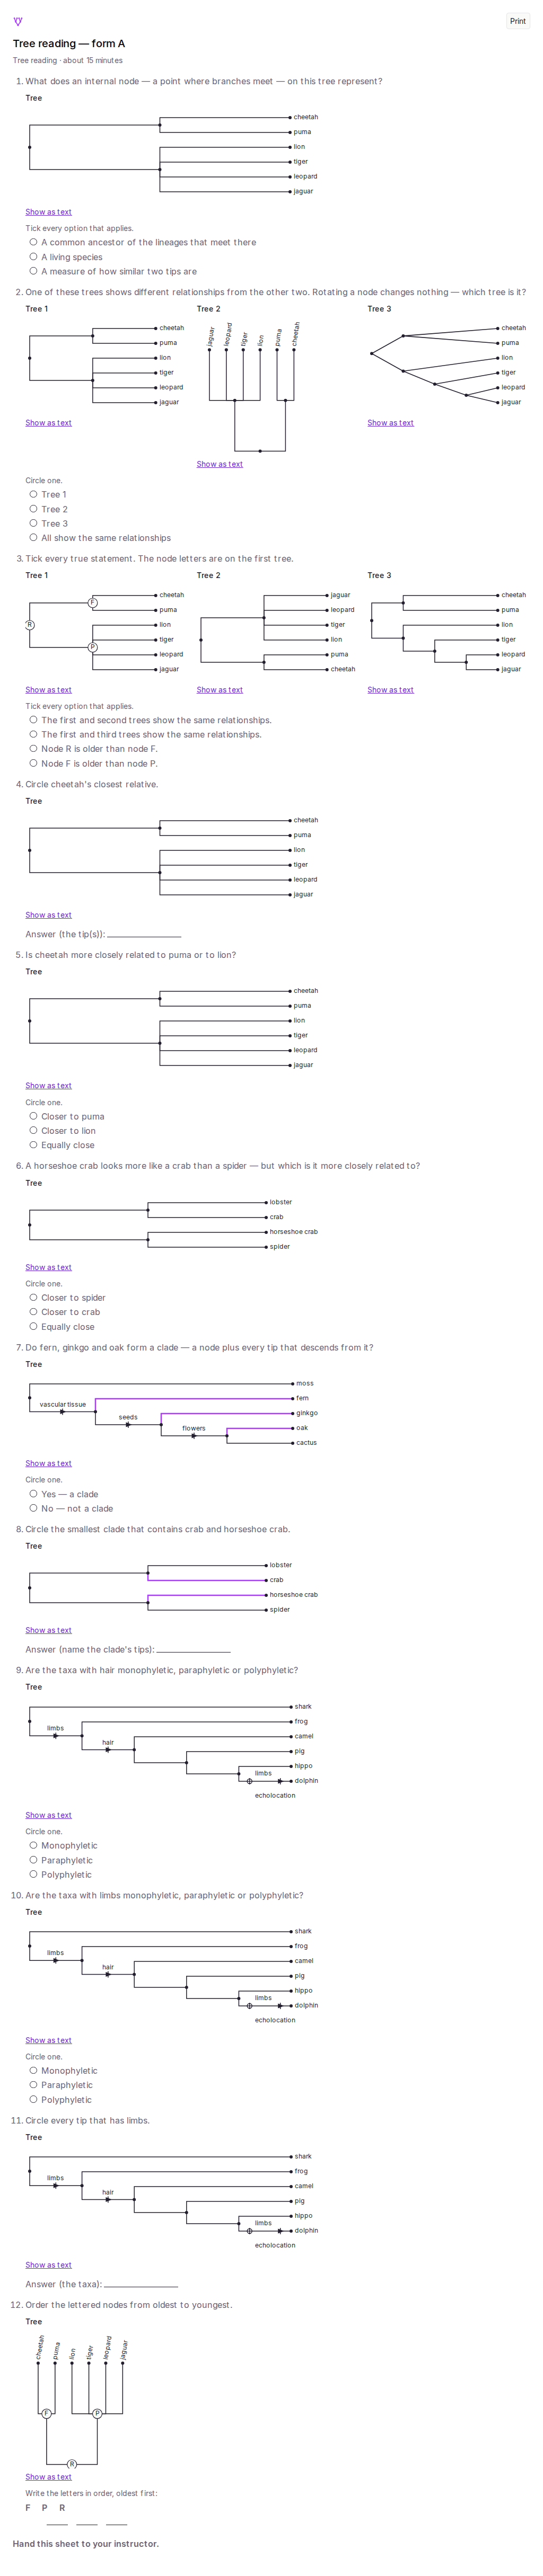 Print
Tree reading — form A
Tree reading · about 15 minutes
1. What does an internal node — a point where branches meet — on this tree represent?
Tree
cheetah
puma
lion
tiger
leopard
jaguar
Show as text
Tick every option that applies.
A common ancestor of the lineages that meet there
A living species
A measure of how similar two tips are
2. One of these trees shows different relationships from the other two. Rotating a node changes nothing — which tree is it?
Tree 1
cheetah
puma
lion
tiger
leopard
jaguar
Show as text
Tree 2
jaguar
leopard
tiger
lion
puma
cheetah
Show as text
Tree 3
cheetah
puma
lion
tiger
leopard
jaguar
Show as text
Circle one.
Tree 1
Tree 2
Tree 3
All show the same relationships
3. Tick every true statement. The node letters are on the first tree.
Tree 1
F
R
P
cheetah
puma
lion
tiger
leopard
jaguar
Show as text
Tree 2
jaguar
leopard
tiger
lion
puma
cheetah
Show as text
Tree 3
cheetah
puma
lion
tiger
leopard
jaguar
Show as text
Tick every option that applies.
The first and second trees show the same relationships.
The first and third trees show the same relationships.
Node R is older than node F.
Node F is older than node P.
4. Circle cheetah's closest relative.
Tree
cheetah
puma
lion
tiger
leopard
jaguar
Show as text
Answer (the tip(s)):
5. Is cheetah more closely related to puma or to lion?
Tree
cheetah
puma
lion
tiger
leopard
jaguar
Show as text
Circle one.
Closer to puma
Closer to lion
Equally close
6. A horseshoe crab looks more like a crab than a spider — but which is it more closely related to?
Tree
lobster
crab
horseshoe crab
spider
Show as text
Circle one.
Closer to spider
Closer to crab
Equally close
7. Do fern, ginkgo and oak form a clade — a node plus every tip that descends from it?
Tree
moss
vascular tissue
fern
seeds
ginkgo
flowers
oak
cactus
Show as text
Circle one.
Yes — a clade
No — not a clade
8. Circle the smallest clade that contains crab and horseshoe crab.
Tree
lobster
crab
horseshoe crab
spider
Show as text
Answer (name the clade's tips):
9. Are the taxa with hair monophyletic, paraphyletic or polyphyletic?
Tree
shark
frog
limbs
camel
hair
pig
hippo
limbs
dolphin
echolocation
Show as text
Circle one.
Monophyletic
Paraphyletic
Polyphyletic
10. Are the taxa with limbs monophyletic, paraphyletic or polyphyletic?
Tree
shark
frog
limbs
camel
hair
pig
hippo
limbs
dolphin
echolocation
Show as text
Circle one.
Monophyletic
Paraphyletic
Polyphyletic
11. Circle every tip that has limbs.
Tree
shark
frog
limbs
camel
hair
pig
hippo
limbs
dolphin
echolocation
Show as text
Answer (the taxa):
12. Order the lettered nodes from oldest to youngest.
Tree
cheetah
puma
lion
tiger
leopard
jaguar
F
P
R
Show as text
Write the letters in order, oldest first:
F P R
Hand this sheet to your instructor.